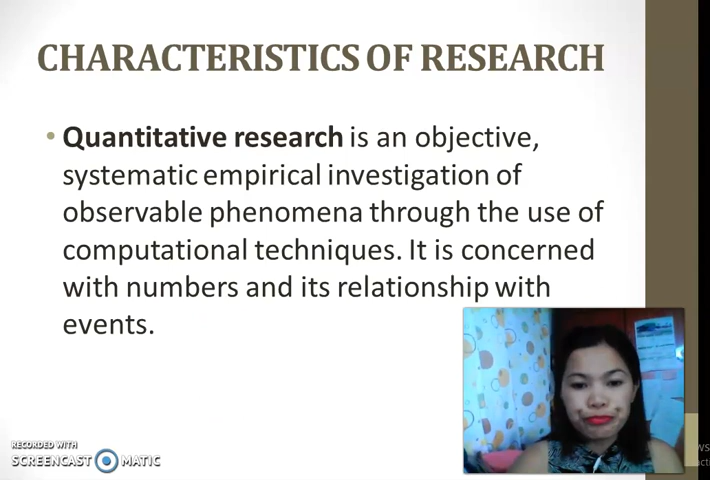 CHARACTERISTICS OF RESEARCH
• Quantitative research is an objective,
systematic empirical investigation of
observable phenomena through the use of
computational techniques. It is concerned
with numbers and its relationship with
events.
RECORDED WITH
SCREENCAST MATIC